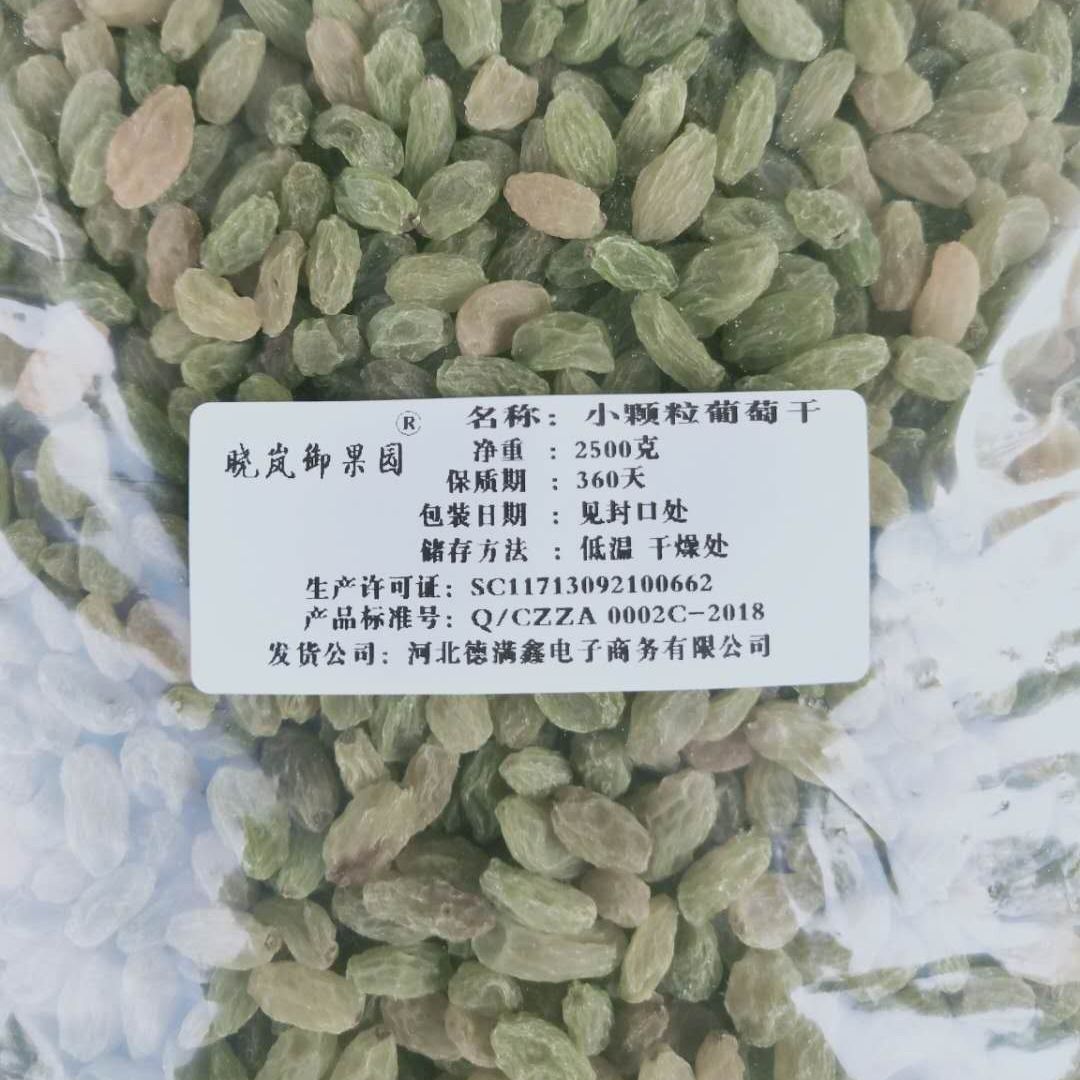 晓岚御果园®
名称：小颗粒葡萄干
净重：2500克
保质期：360天
包装日期：见封口处
储存方法：低温 干燥处
生产许可证：SC11713092100662
产品标准号：Q/CZZA 0002C-2018
发货公司：河北德满鑫电子商务有限公司